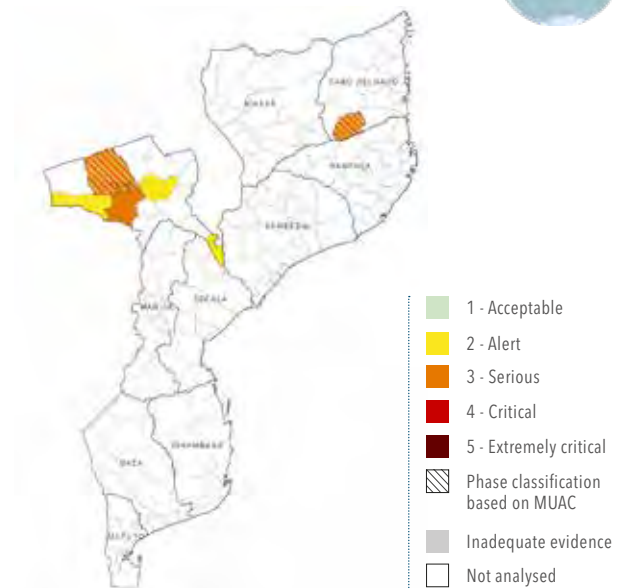 CABO DELGADO
NIASSA
NAMPULA
ZAMBEZIA
SOFALA
GAZA
INHAMBANE
1 - Acceptable
2 - Alert
3 - Serious
4 - Critical
5 - Extremely critical
Phase classification
based on MUAC
Inadequate evidence
Not analysed